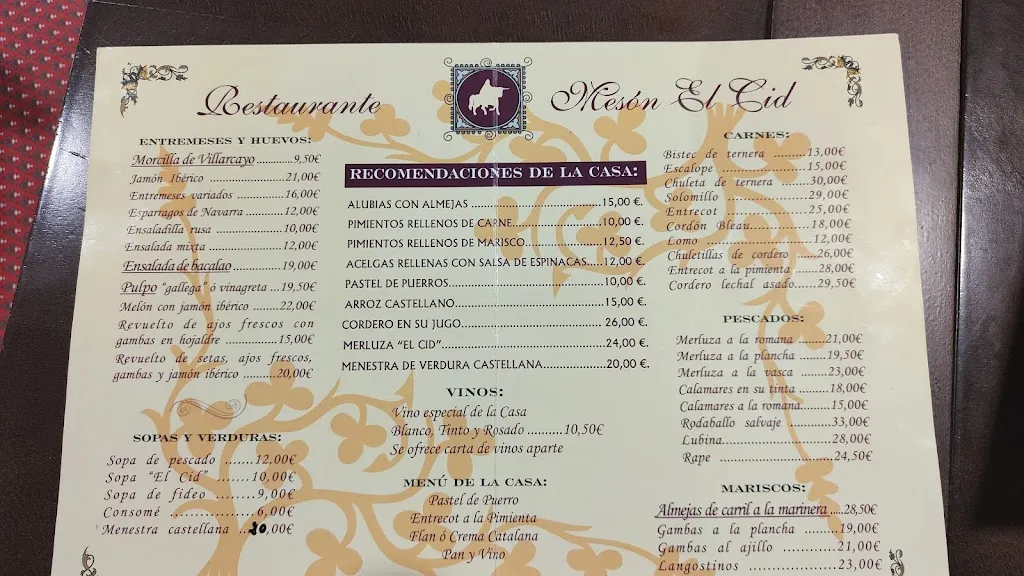 Restaurante
Mesón El Cid
ENTREMESES Y HUEVOS:
Morcilla de Villarcayo ............9,50€
Jamón Ibérico ......................21,00€
Entremeses variados ............16,00€
Esparragos de Navarra ..........12,00€
Ensaladilla rusa ..................10,00€
Ensalada mixta ....................12,00€
Ensalada de bacalao ................19,00€
Pulpo "gallega" ó vinagreta ...19,50€
Melón con jamón ibérico ........22,00€
Revuelto de ajos frescos con
gambas en hojaldre ...............15,00€
Revuelto de setas, ajos frescos,
gambas y jamón ibérico ..........20,00€
SOPAS Y VERDURAS:
Sopa de pescado .......12,00€
Sopa "El Cid" .......10,00€
Sopa de fideo .........9,00€
Consomé ...............6,00€
Menestra castellana ..20,00€
RECOMENDACIONES DE LA CASA:
ALUBIAS CON ALMEJAS ..........................15,00 €.
PIMIENTOS RELLENOS DE CARNE..................10,00 €.
PIMIENTOS RELLENOS DE MARISCO...............12,50 €.
ACELGAS RELLENAS CON SALSA DE ESPINACAS....12,00 €.
PASTEL DE PUERROS................................10,00 €.
ARROZ CASTELLANO................................15,00 €.
CORDERO EN SU JUGO.............................. 26,00 €.
MERLUZA "EL CID"..................................24,00 €.
MENESTRA DE VERDURA CASTELLANA................20,00 €.
VINOS:
Vino especial de la Casa
Blanco, Tinto y Rosado ..........10,50€
Se ofrece carta de vinos aparte
MENÚ DE LA CASA:
Pastel de Puerro
Entrecot a la Pimienta
Flan ó Crema Catalana
Pan y Vino
CARNES:
Bistec de ternera ........13,00€
Escalope ..................15,00€
Chuleta de ternera ......30,00€
Solomillo .................29,00€
Entrecot ..................25,00€
Cordón Bleau..............18,00€
Lomo .....................12,00€
Chuletillas de cordero .....26,00€
Entrecot a la pimienta ......28,00€
Cordero lechal asado......29,50€
PESCADOS:
Merluza a la romana ......21,00€
Merluza a la plancha ......19,50€
Merluza a la vasca .......23,00€
Calamares en su tinta .......18,00€
Calamares a la romana.......15,00€
Rodaballo salvaje .........33,00€
Lubina........................28,00€
Rape .........................24,50€
MARISCOS:
Almejas de carril a la marinera ....28,50€
Gambas a la plancha ........19,00€
Gambas al ajillo ............21,00€
Langostinos .................23,00€